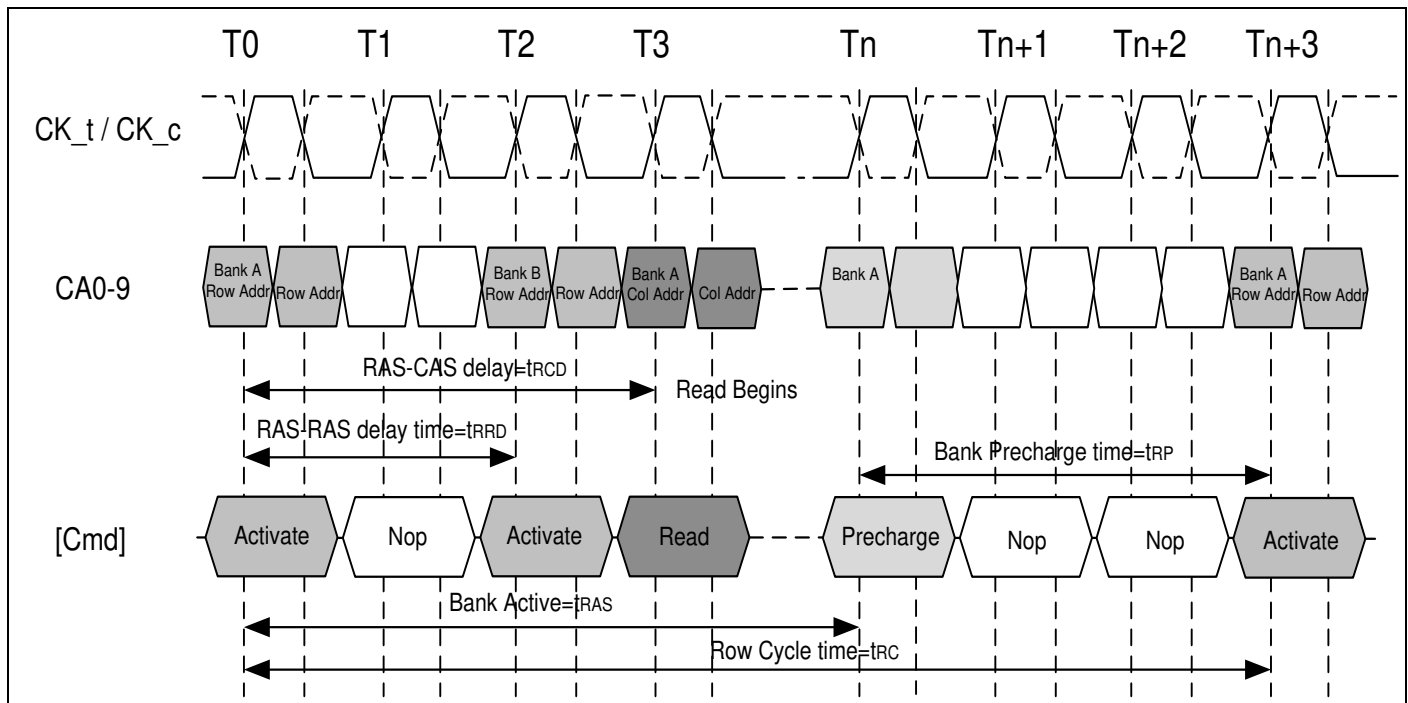 T0 T1 T2 T3 Tn Tn+1 Tn+2 Tn+3
CK_t / CK_c
CA0-9
Bank A
Row Addr
Row Addr
Bank B
Row Addr
Row Addr
Bank A
Col Addr
Col Addr
Bank A
Bank A
Row Addr
Row Addr
RAS-CAS delay=tRCD
Read Begins
RAS-RAS delay time=tRRD
Bank Precharge time=tRP
[Cmd]
Activate Nop Activate Read Precharge Nop Nop Activate
Bank Active=tRAS
Row Cycle time=tRC